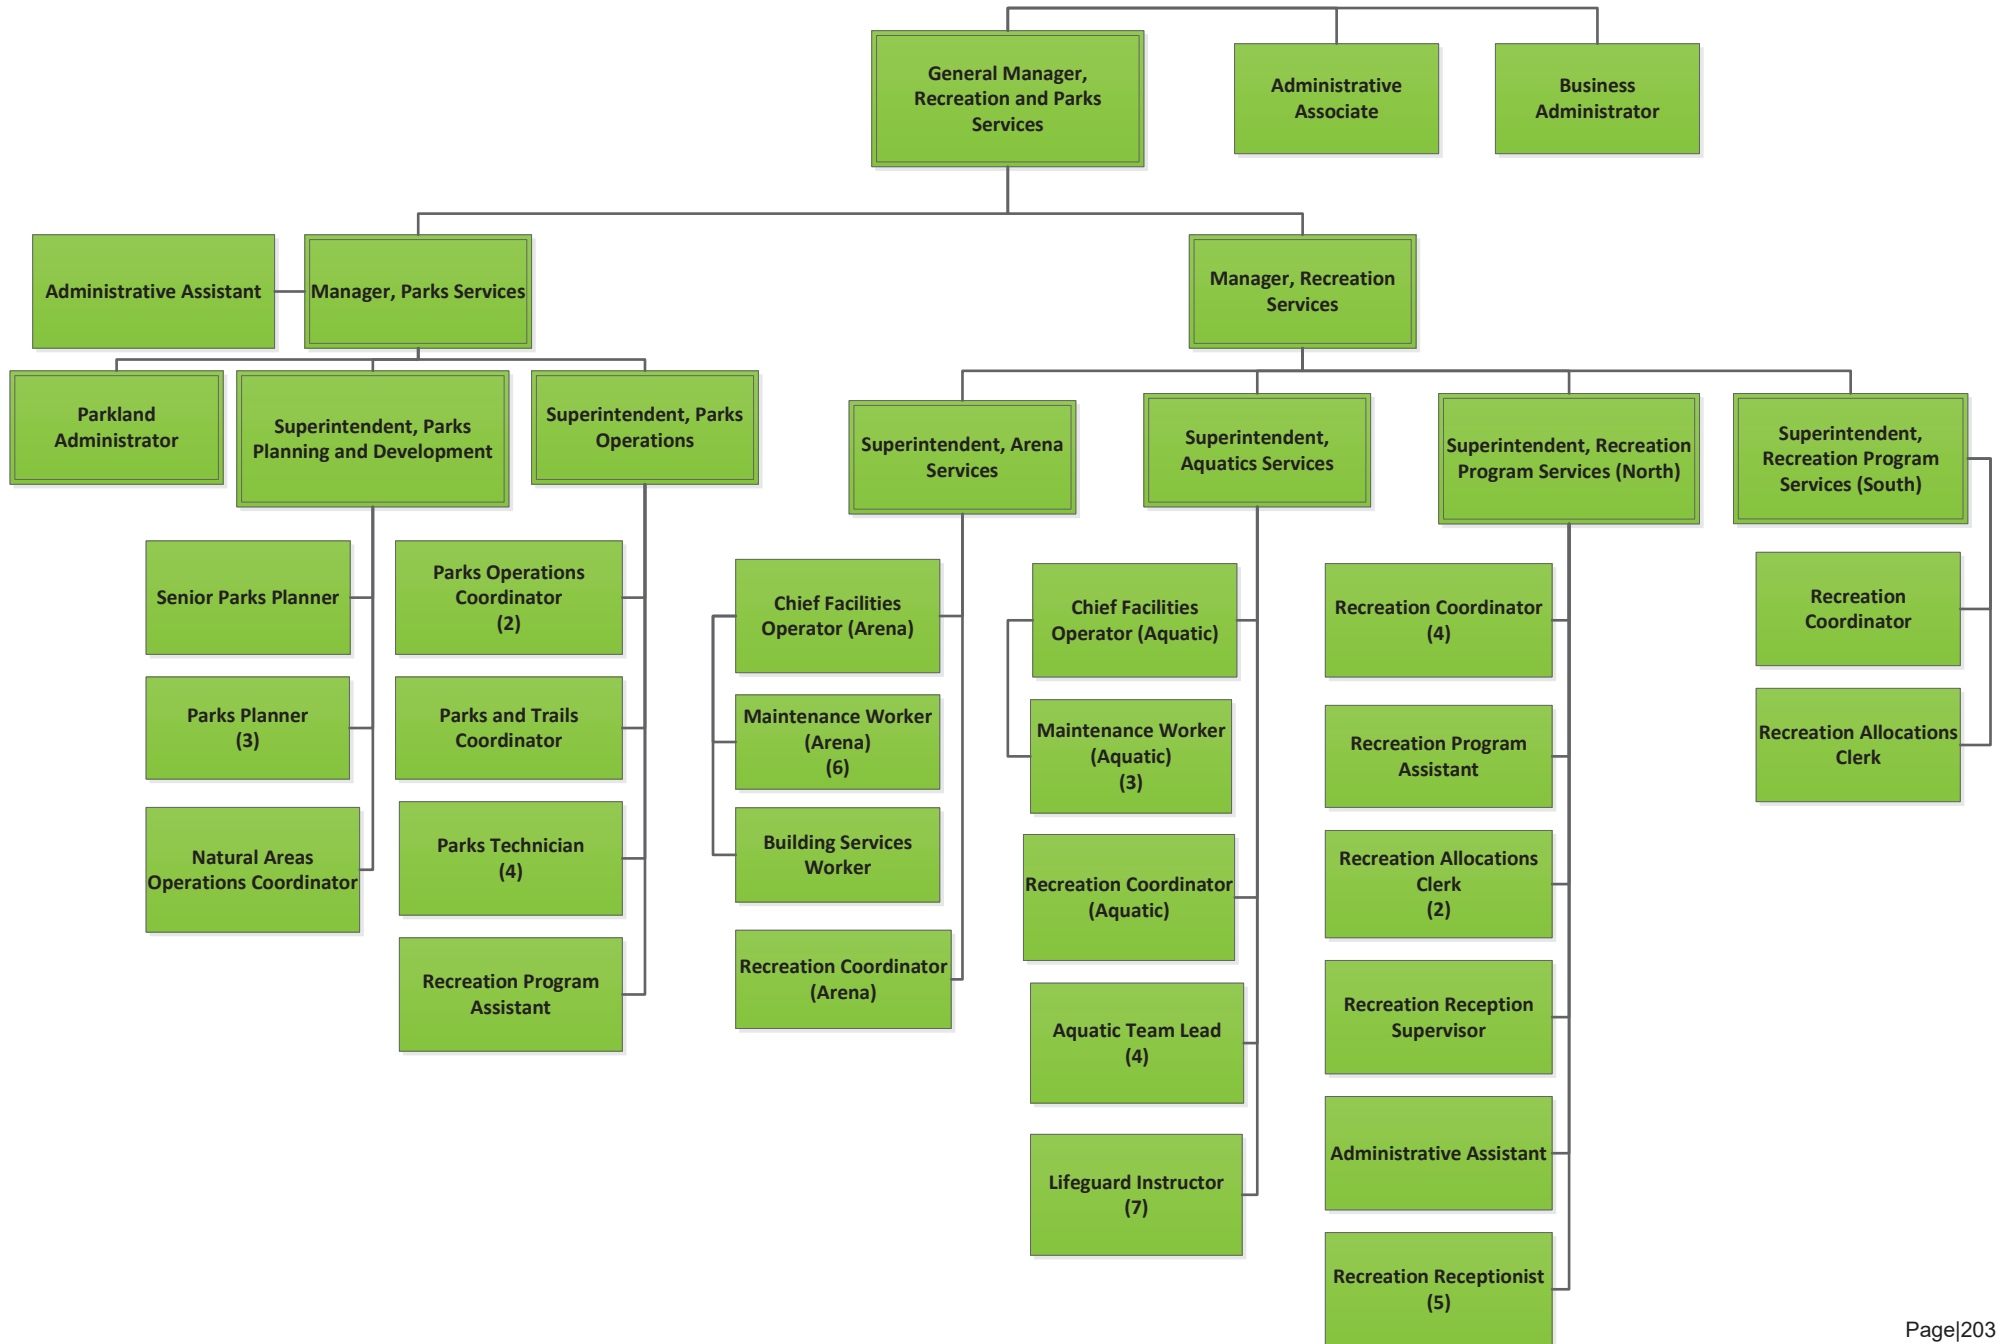 General Manager,
Recreation and Parks
Services
Administrative
Associate
Business
Administrator
Administrative Assistant
Manager, Parks Services
Manager, Recreation
Services
Parkland
Administrator
Superintendent, Parks
Planning and Development
Superintendent, Parks
Operations
Superintendent, Arena
Services
Superintendent,
Aquatics Services
Superintendent, Recreation
Program Services (North)
Superintendent,
Recreation Program
Services (South)
Senior Parks Planner
Parks Planner
(3)
Natural Areas
Operations Coordinator
Parks Operations
Coordinator
(2)
Parks and Trails
Coordinator
Parks Technician
(4)
Recreation Program
Assistant
Chief Facilities
Operator (Arena)
Maintenance Worker
(Arena)
(6)
Building Services
Worker
Recreation Coordinator
(Arena)
Chief Facilities
Operator (Aquatic)
Maintenance Worker
(Aquatic)
(3)
Recreation Coordinator
(Aquatic)
Aquatic Team Lead
(4)
Lifeguard Instructor
(7)
Recreation Coordinator
(4)
Recreation Program
Assistant
Recreation Allocations
Clerk
(2)
Recreation Reception
Supervisor
Administrative Assistant
Recreation Receptionist
(5)
Recreation
Coordinator
Recreation Allocations
Clerk
Page|203